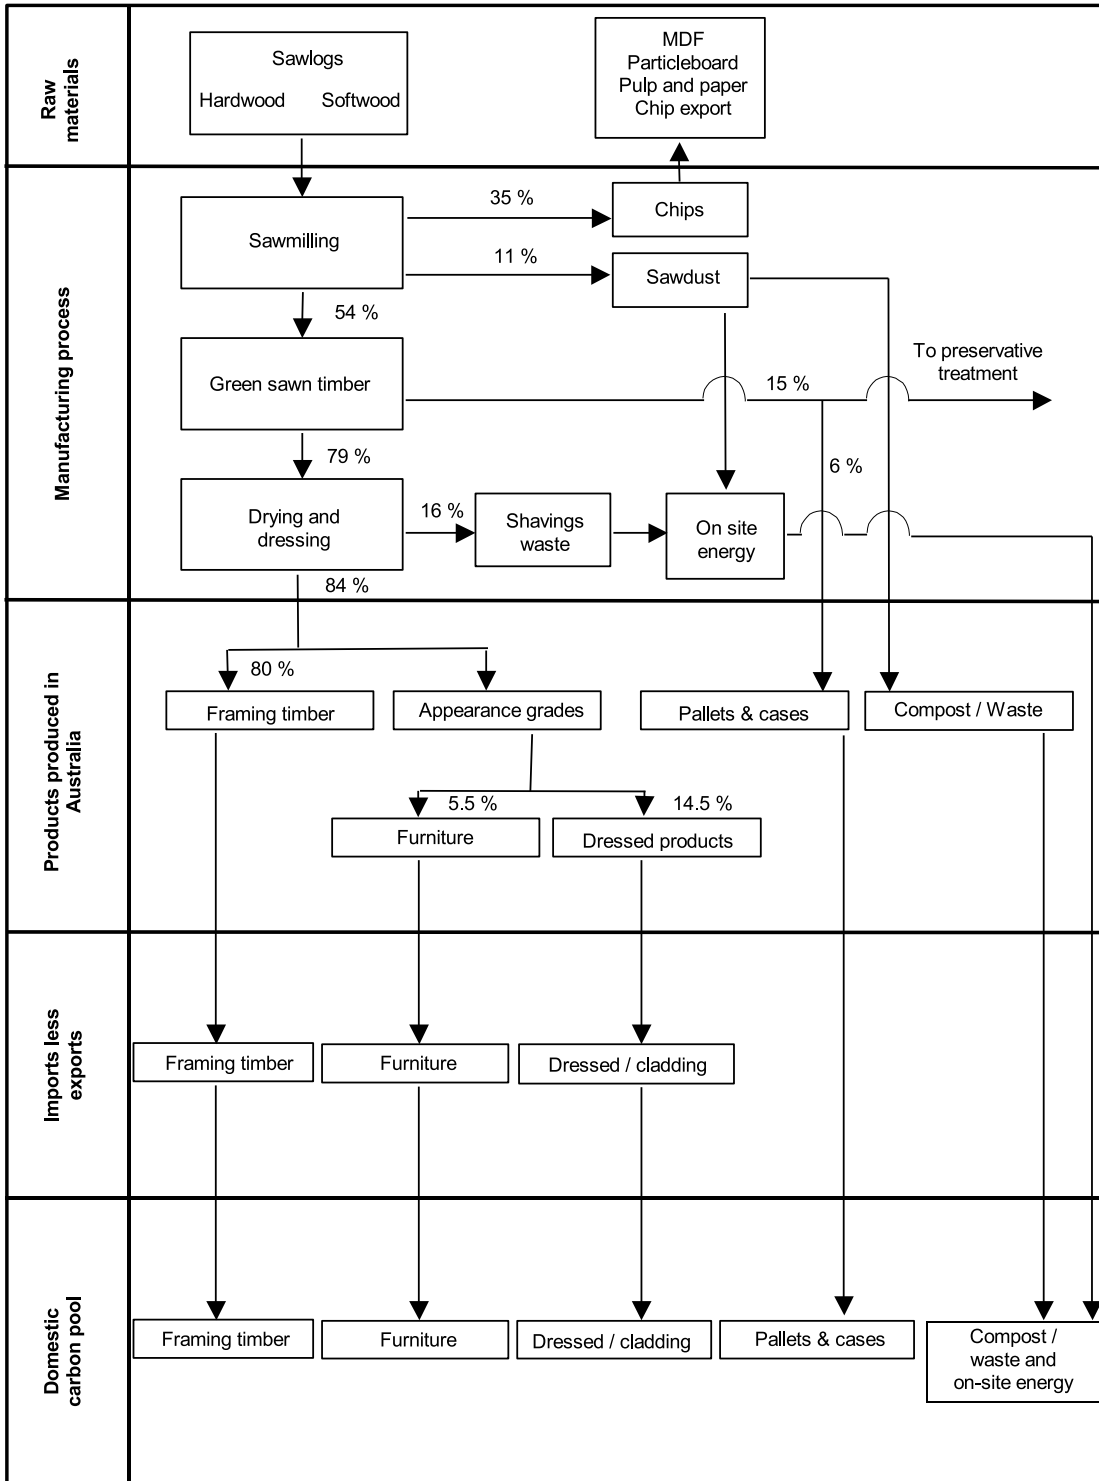 Raw
materials
Sawlogs
Hardwood Softwood
MDF
Particleboard
Pulp and paper
Chip export
Manufacturing process
Sawmilling
35 %
Chips
11 %
Sawdust
54 %
Green sawn timber
15 %
To preservative
treatment
79 %
6 %
Drying and
dressing
16 %
Shavings
waste
On site
energy
84 %
Products produced in
Australia
80 %
Framing timber
Appearance grades
Pallets & cases
Compost / Waste
5.5 %
14.5 %
Furniture
Dressed products
Imports less
exports
Framing timber
Furniture
Dressed / cladding
Domestic
carbon pool
Framing timber
Furniture
Dressed / cladding
Pallets & cases
Compost /
waste and
on-site energy